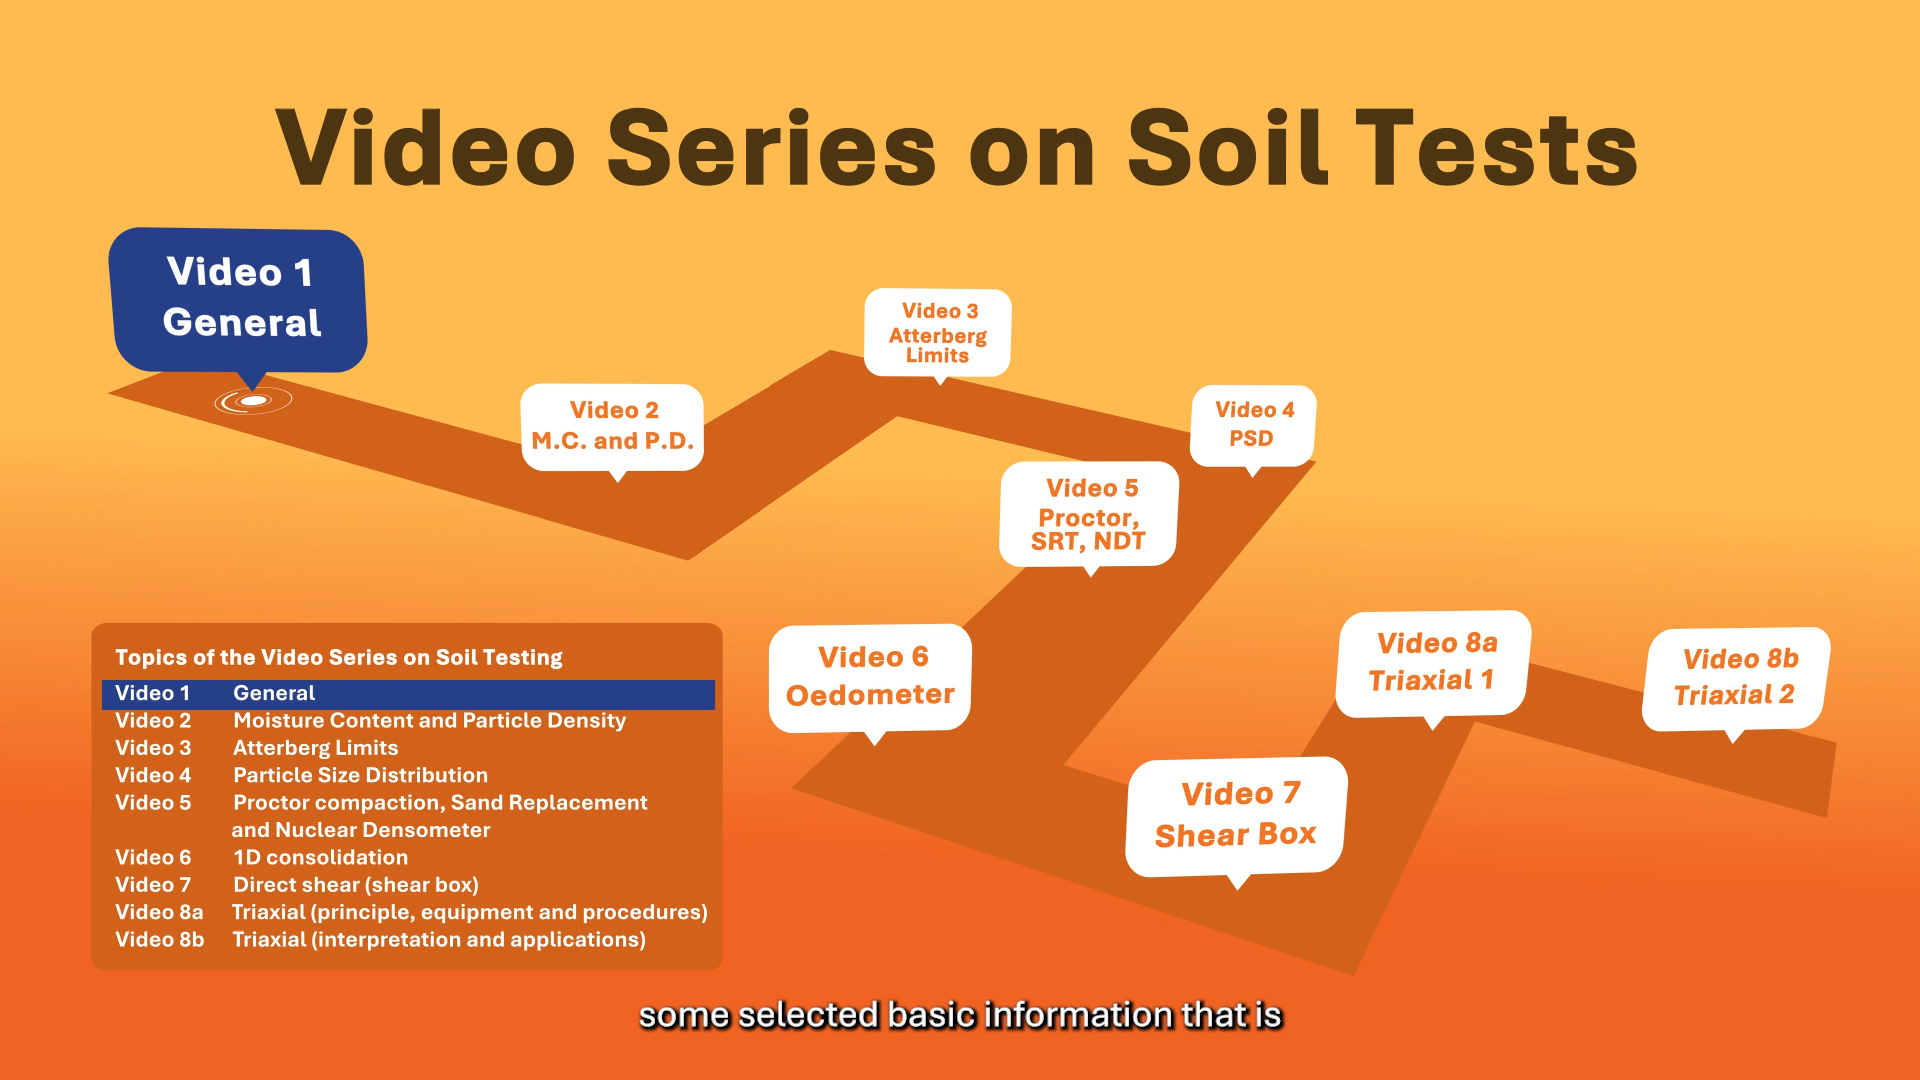 Video Series on Soil Tests
Video 1
General
Video 2
M.C. and P.D.
Video 3
Atterberg
Limits
Video 4
PSD
Video 5
Proctor,
SRT, NDT
Video 6
Oedometer
Video 7
Shear Box
Video 8a
Triaxial 1
Video 8b
Triaxial 2
Topics of the Video Series on Soil Testing
Video 1 General
Video 2 Moisture Content and Particle Density
Video 3 Atterberg Limits
Video 4 Particle Size Distribution
Video 5 Proctor compaction, Sand Replacement
and Nuclear Densometer
Video 6 1D consolidation
Video 7 Direct shear (shear box)
Video 8a Triaxial (principle, equipment and procedures)
Video 8b Triaxial (interpretation and applications)
some selected basic information that is